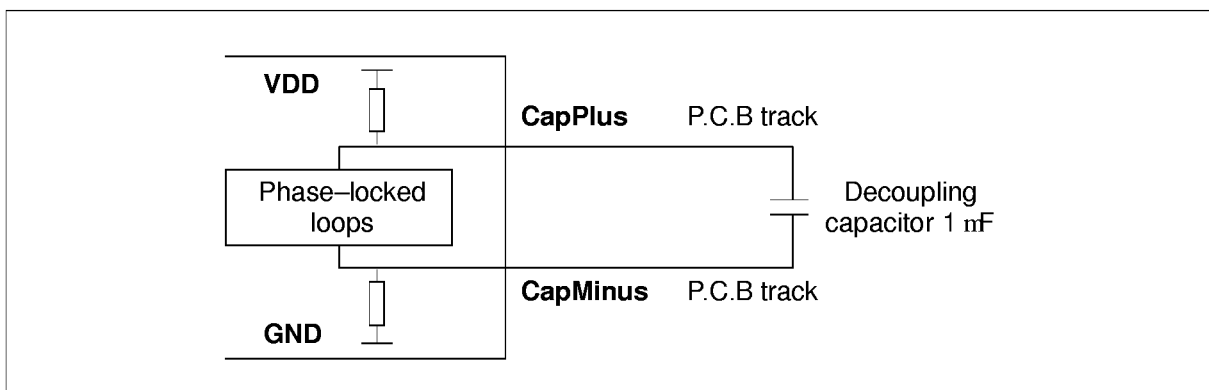 VDD
CapPlus P.C.B track
Phase–locked
loops
Decoupling
capacitor 1 mF
CapMinus P.C.B track
GND